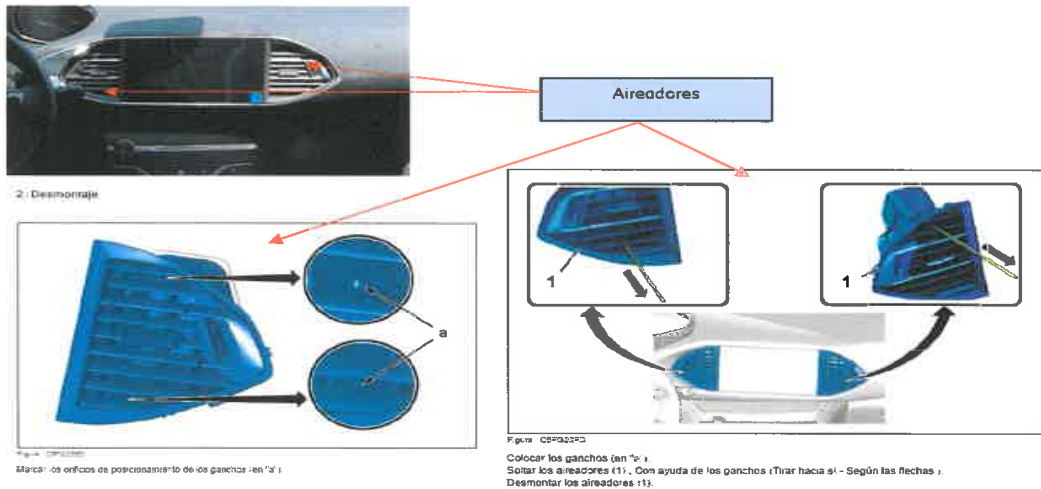 Aireadores
2 : Desmontaje
a
Marcar los orificios de posicionamiento de los ganchos (en "a").
1
1
Figura : C5FG22FD
Colocar los ganchos (en "a").
Soltar los aireadores (1) , Con ayuda de los ganchos (Tirar hacia sí - Según las flechas ).
Desmontar los aireadores (1).